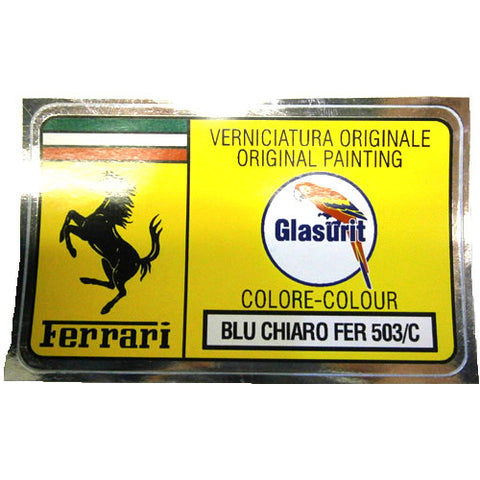 Ferrari
VERNICIATURA ORIGINALE
ORIGINAL PAINTING
Glasurit
COLORE-COLOUR
BLU CHIARO FER 503/C